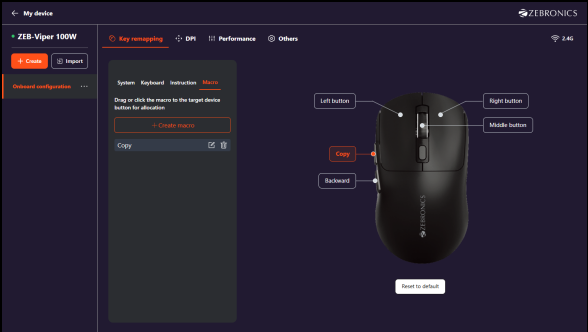 ← My device
ZEBRONICS
ZEB-Viper 100W
Key remapping
DPI
Performance
Others
2.4G
+ Create
Import
Onboard configuration ···
System Keyboard Instruction Macro
Drag or click the macro to the target device
button for allocation
+ Create macro
Copy
Left button
Right button
Middle button
Copy
Backward
ZEBRONICS
Reset to default